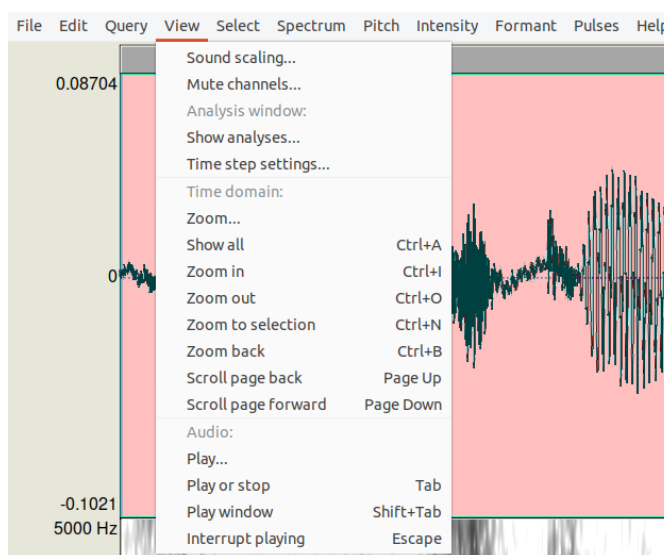 File Edit Query View Select Spectrum Pitch Intensity Formant Pulses Help
0.08704
0
-0.1021
5000 Hz
Sound scaling...
Mute channels...
Analysis window:
Show analyses...
Time step settings...
Time domain:
Zoom...
Show all Ctrl+A
Zoom in Ctrl+I
Zoom out Ctrl+O
Zoom to selection Ctrl+N
Zoom back Ctrl+B
Scroll page back Page Up
Scroll page forward Page Down
Audio:
Play...
Play or stop Tab
Play window Shift+Tab
Interrupt playing Escape